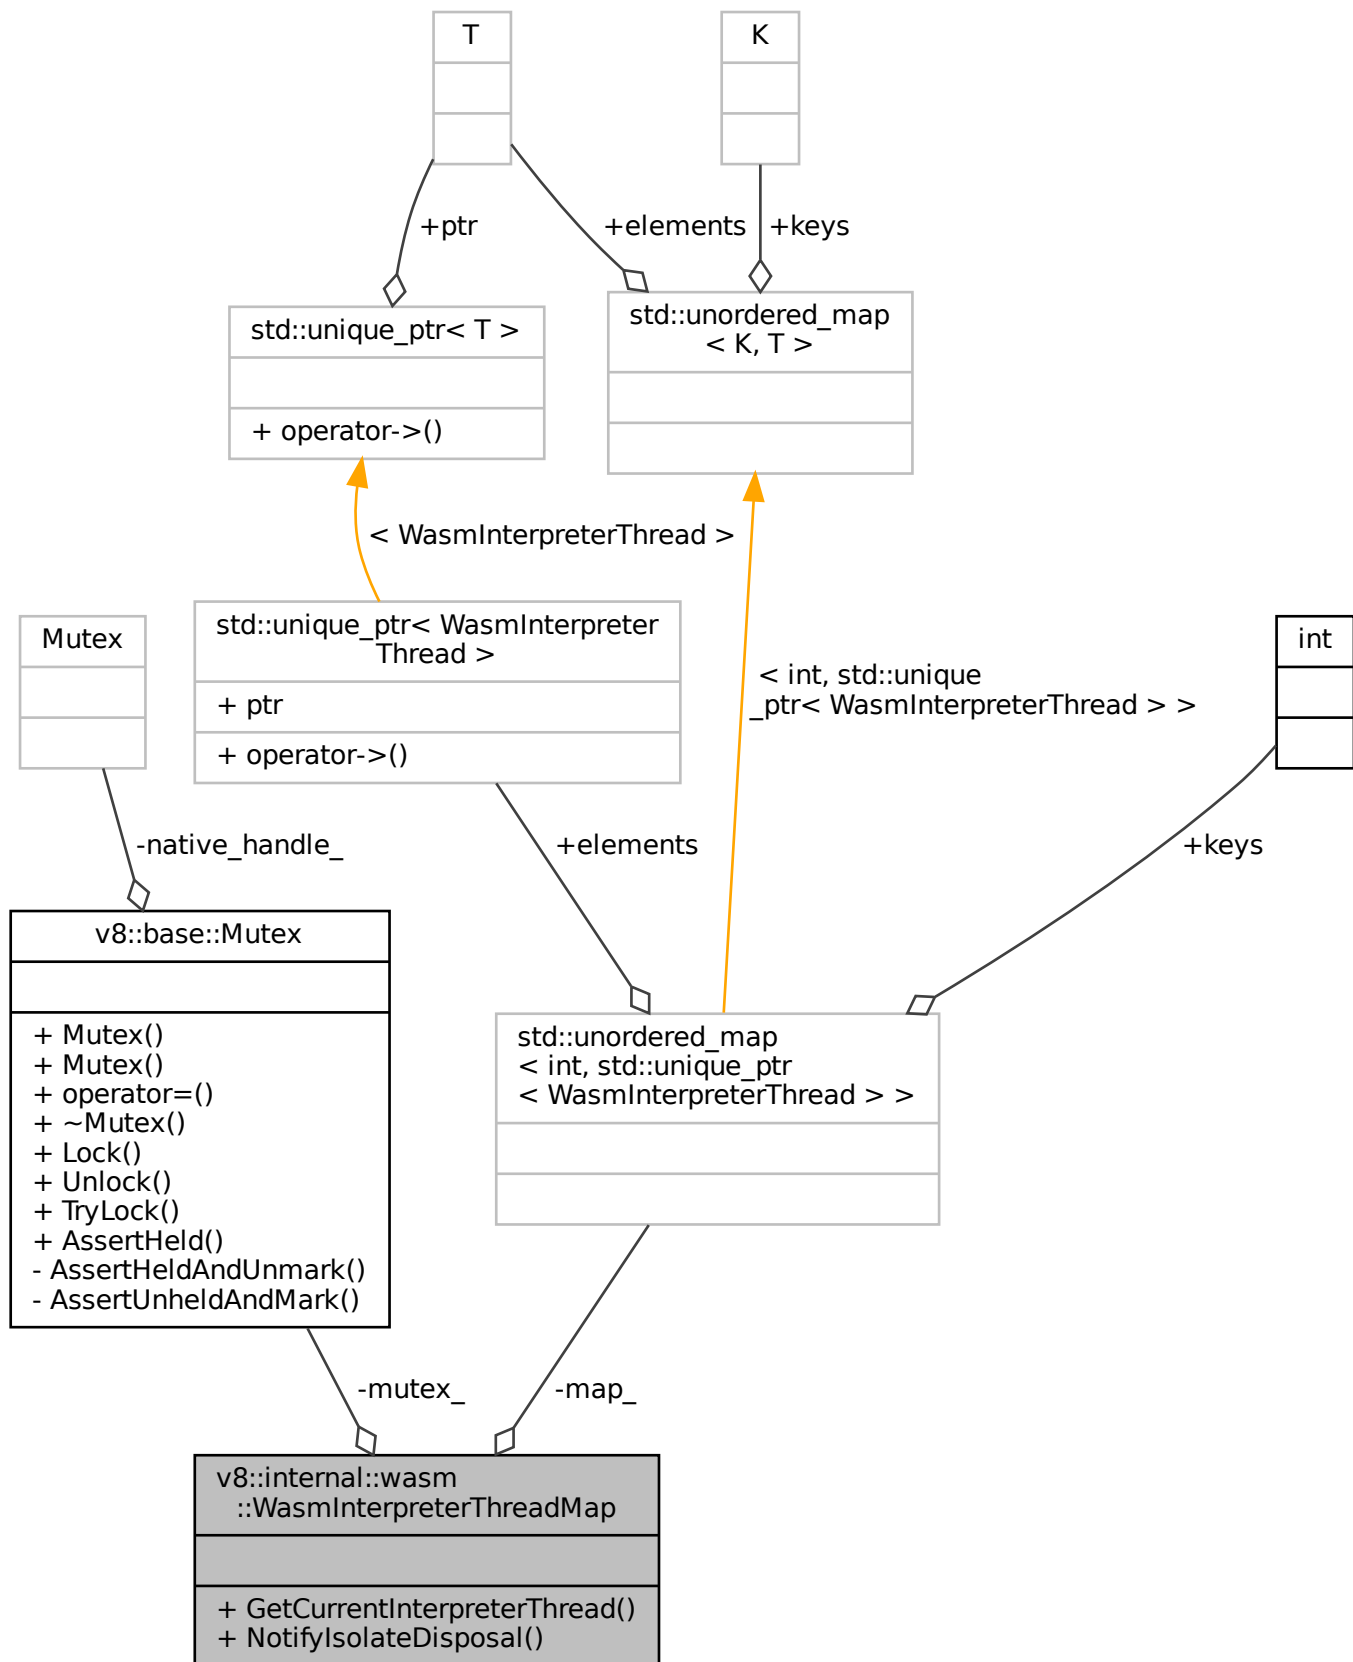 T
K
+ptr
+elements
+keys
std::unique_ptr< T >
+ operator->()
std::unordered_map
< K, T >
< WasmInterpreterThread >
Mutex
std::unique_ptr< WasmInterpreter
Thread >
+ ptr
+ operator->()
< int, std::unique
_ptr< WasmInterpreterThread > >
int
-native_handle_
+elements
+keys
v8::base::Mutex
+ Mutex()
+ Mutex()
+ operator=()
+ ~Mutex()
+ Lock()
+ Unlock()
+ TryLock()
+ AssertHeld()
- AssertHeldAndUnmark()
- AssertUnheldAndMark()
std::unordered_map
< int, std::unique_ptr
< WasmInterpreterThread > >
-mutex_
-map_
v8::internal::wasm
::WasmInterpreterThreadMap
+ GetCurrentInterpreterThread()
+ NotifyIsolateDisposal()